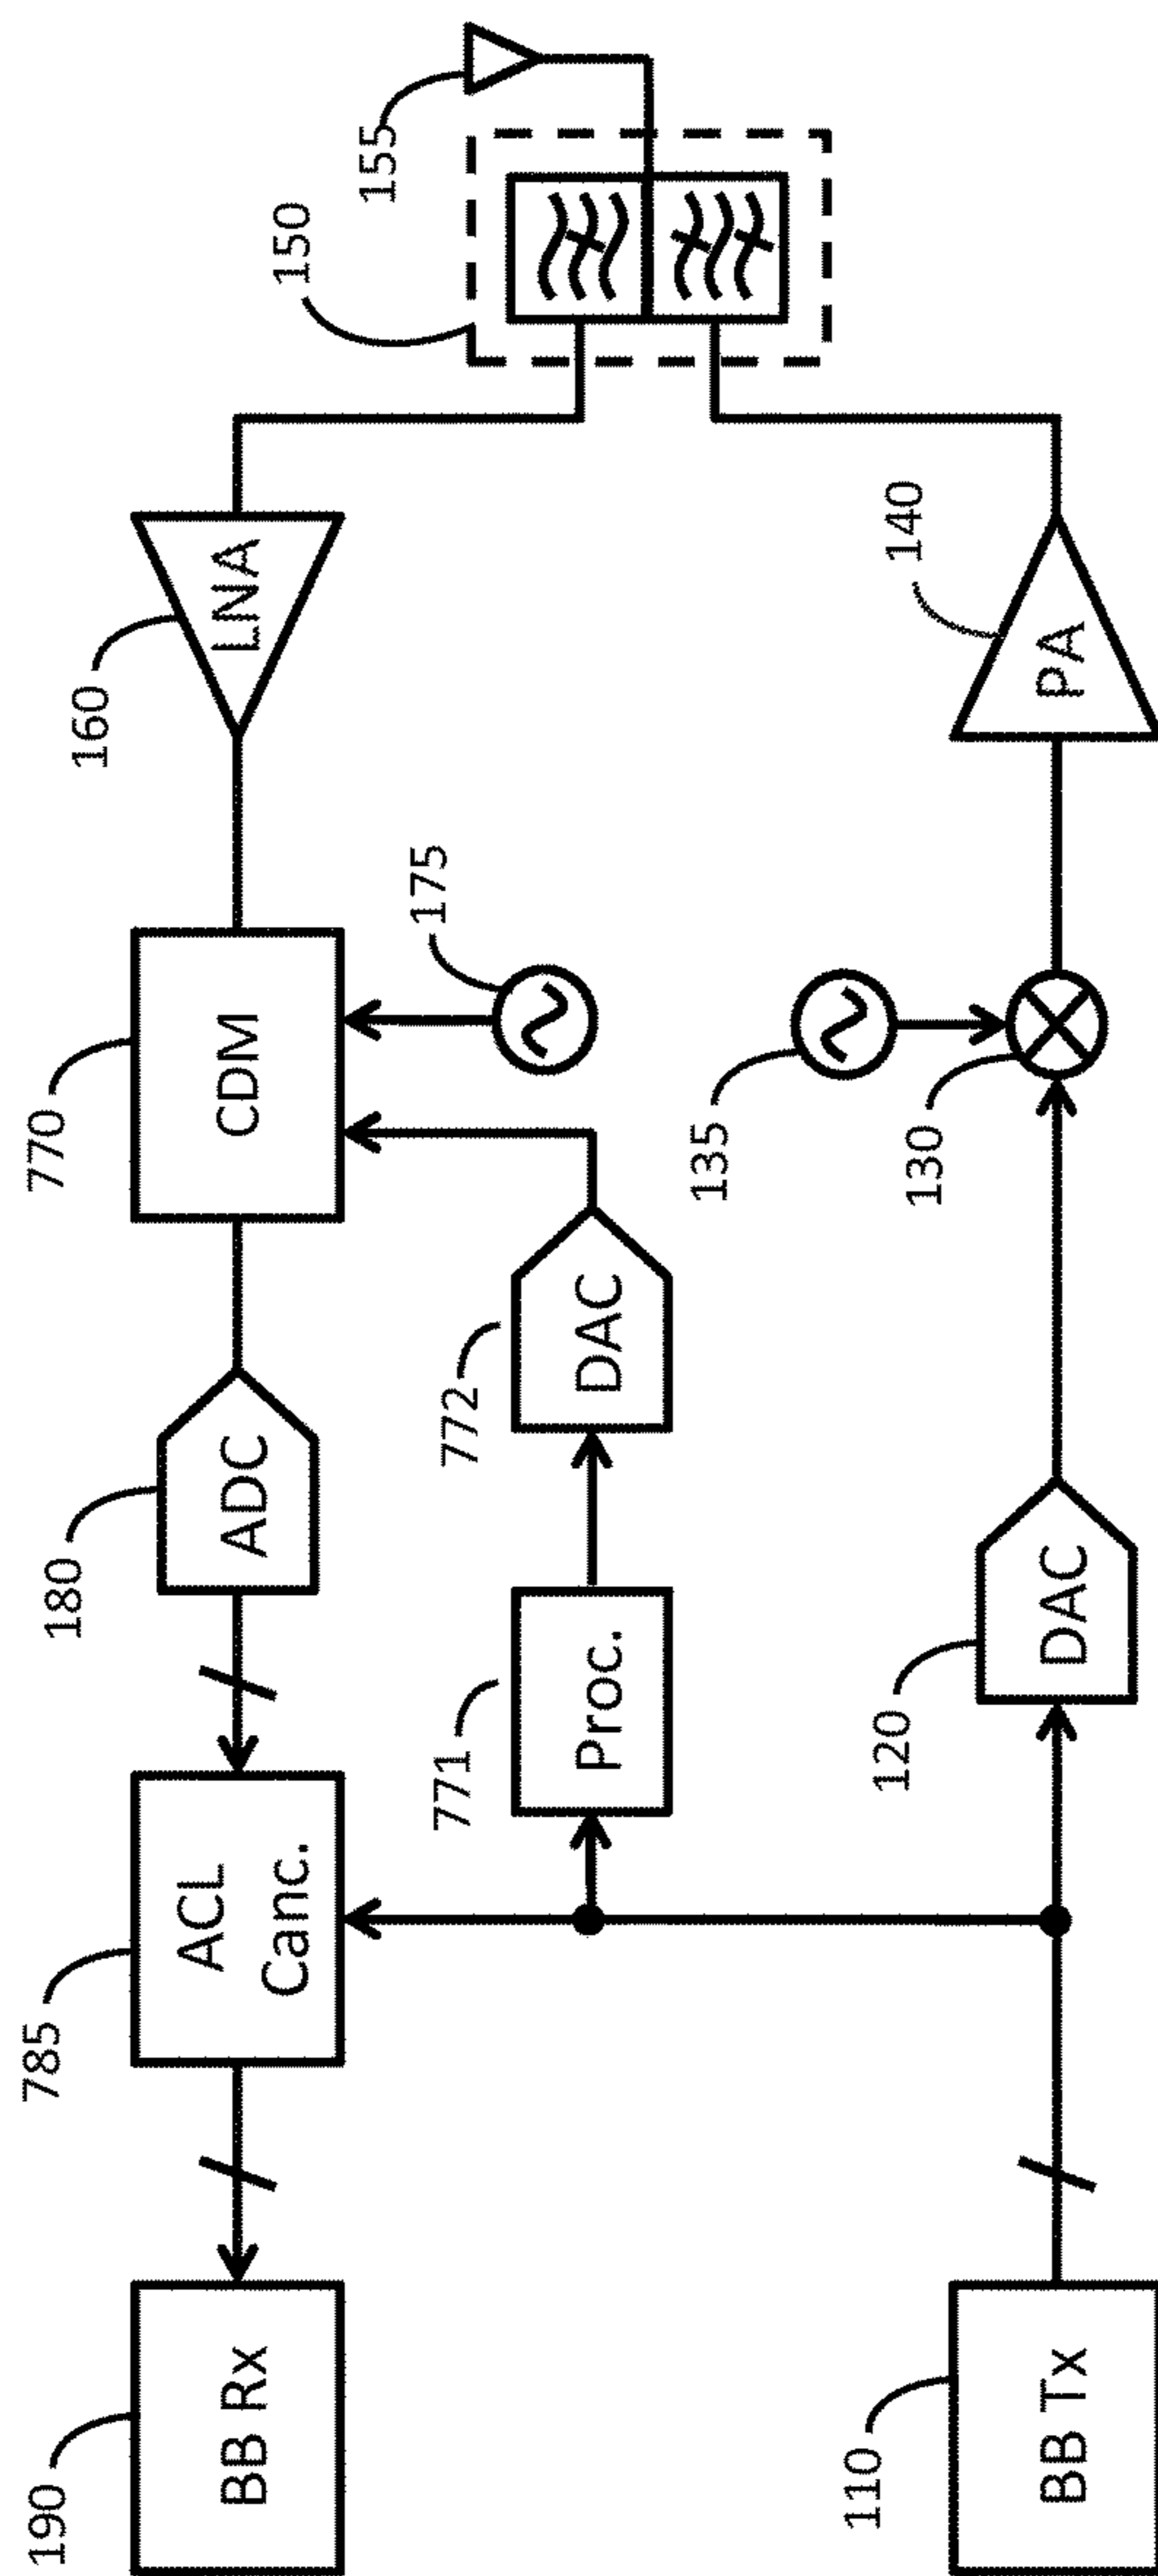 190
BB Rx
785
ACL
Canc.
180
ADC
770
CDM
160
LNA
150
155
771
Proc.
772
DAC
175
135
110
BB Tx
120
DAC
130
140
PA